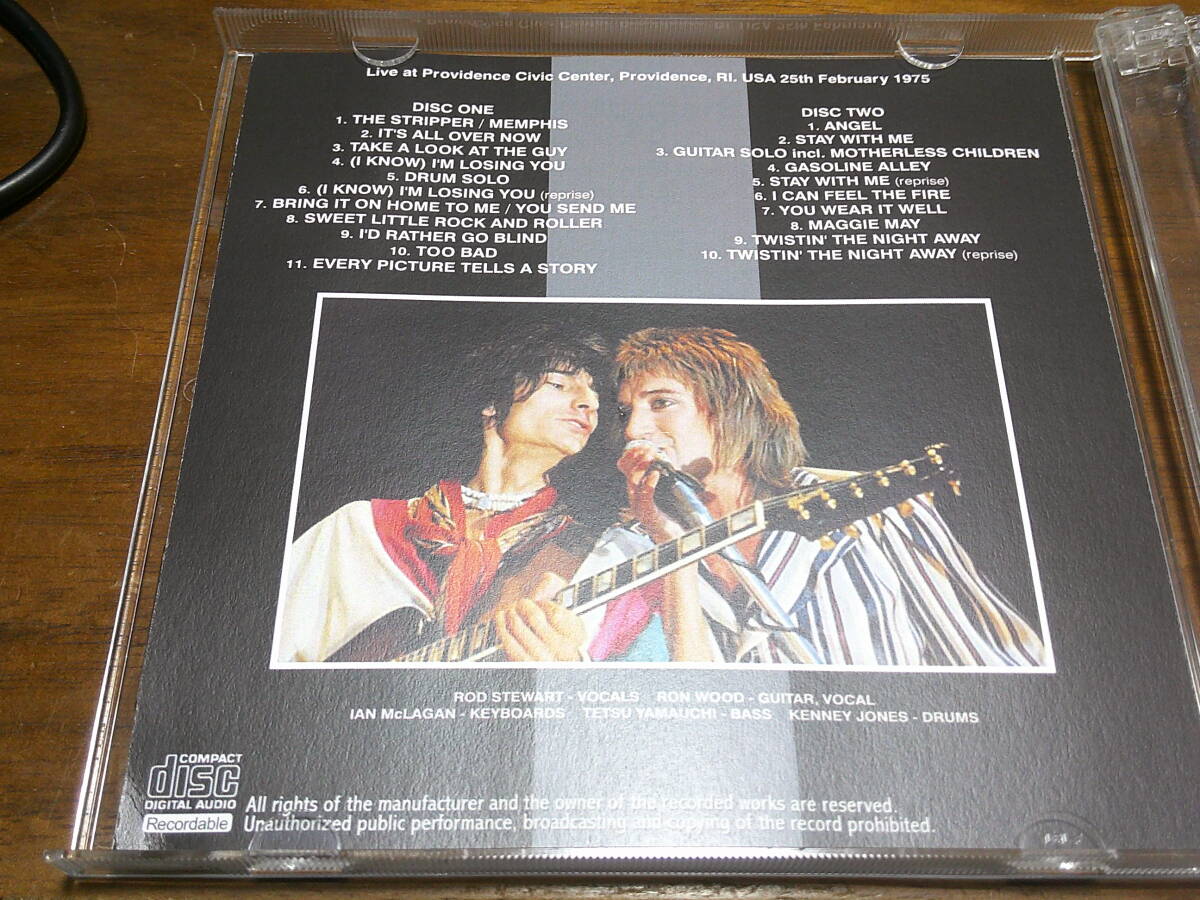 Live at Providence Civic Center, Providence, RI. USA 25th February 1975
DISC ONE
1. THE STRIPPER / MEMPHIS
2. IT'S ALL OVER NOW
3. TAKE A LOOK AT THE GUY
4. (I KNOW) I'M LOSING YOU
5. DRUM SOLO
6. (I KNOW) I'M LOSING YOU (reprise)
7. BRING IT ON HOME TO ME / YOU SEND ME
8. SWEET LITTLE ROCK AND ROLLER
9. I'D RATHER GO BLIND
10. TOO BAD
11. EVERY PICTURE TELLS A STORY
DISC TWO
1. ANGEL
2. STAY WITH ME
3. GUITAR SOLO incl. MOTHERLESS CHILDREN
4. GASOLINE ALLEY
5. STAY WITH ME (reprise)
6. I CAN FEEL THE FIRE
7. YOU WEAR IT WELL
8. MAGGIE MAY
9. TWISTIN' THE NIGHT AWAY
10. TWISTIN' THE NIGHT AWAY (reprise)
ROD STEWART - VOCALS RON WOOD - GUITAR, VOCAL
IAN McLAGAN - KEYBOARDS TETSU YAMAUCHI - BASS KENNEY JONES - DRUMS
COMPACT
disc
DIGITAL AUDIO
Recordable
All rights of the manufacturer and the owner of the recorded works are reserved.
Unauthorized public performance, broadcasting and copying of the record prohibited.